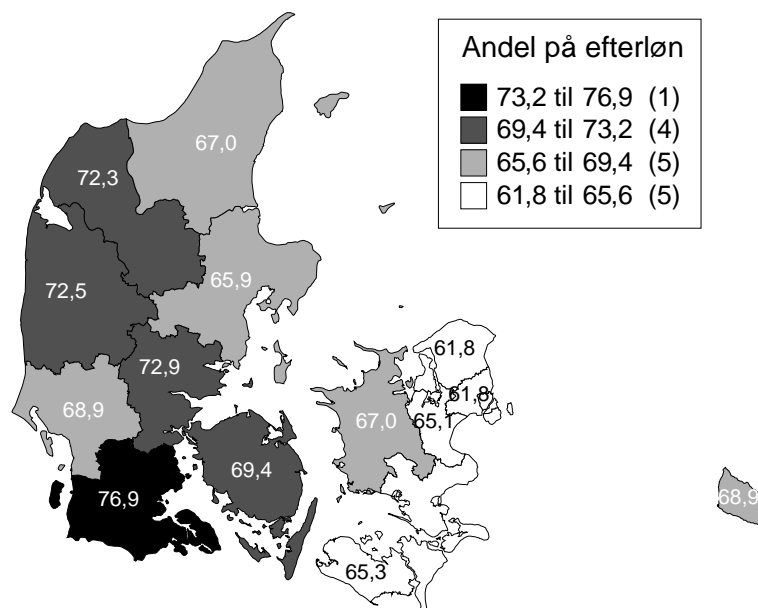 Andel på efterløn
73,2 til 76,9 (1)
69,4 til 73,2 (4)
65,6 til 69,4 (5)
61,8 til 65,6 (5)
67,0
72,3
72,5
65,9
72,9
68,9
76,9
69,4
61,8
61,8
65,1
67,0
65,3
68,9